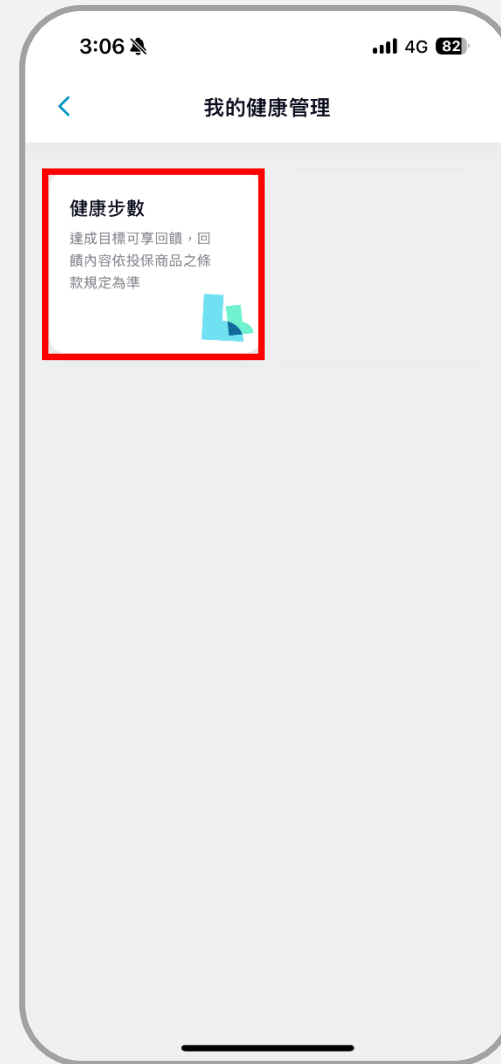 3:06
4G 82
我的健康管理
健康步數
達成目標可享回饋，回
饋內容依投保商品之條
款規定為準